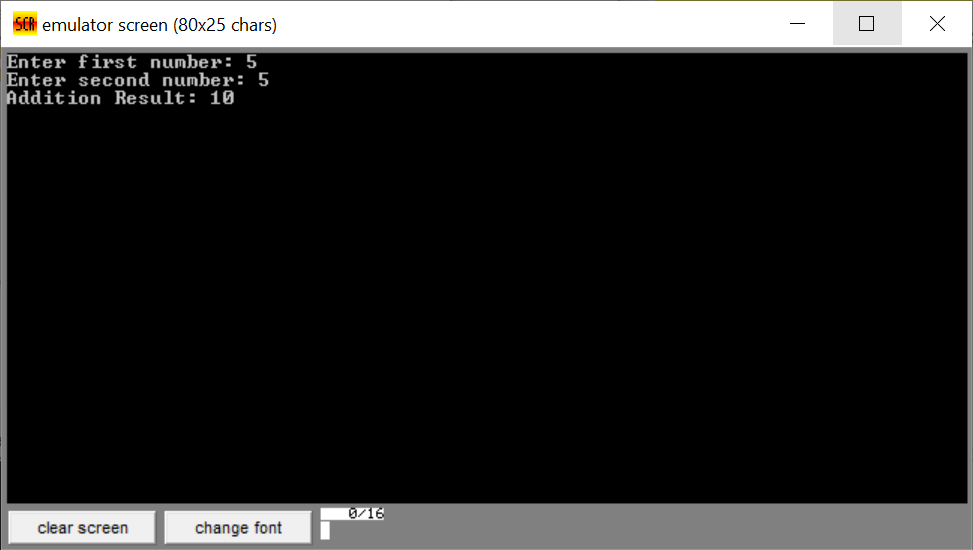 SCR emulator screen (80x25 chars)
Enter first number: 5
Enter second number: 5
Addition Result: 10
clear screen change font 0/16